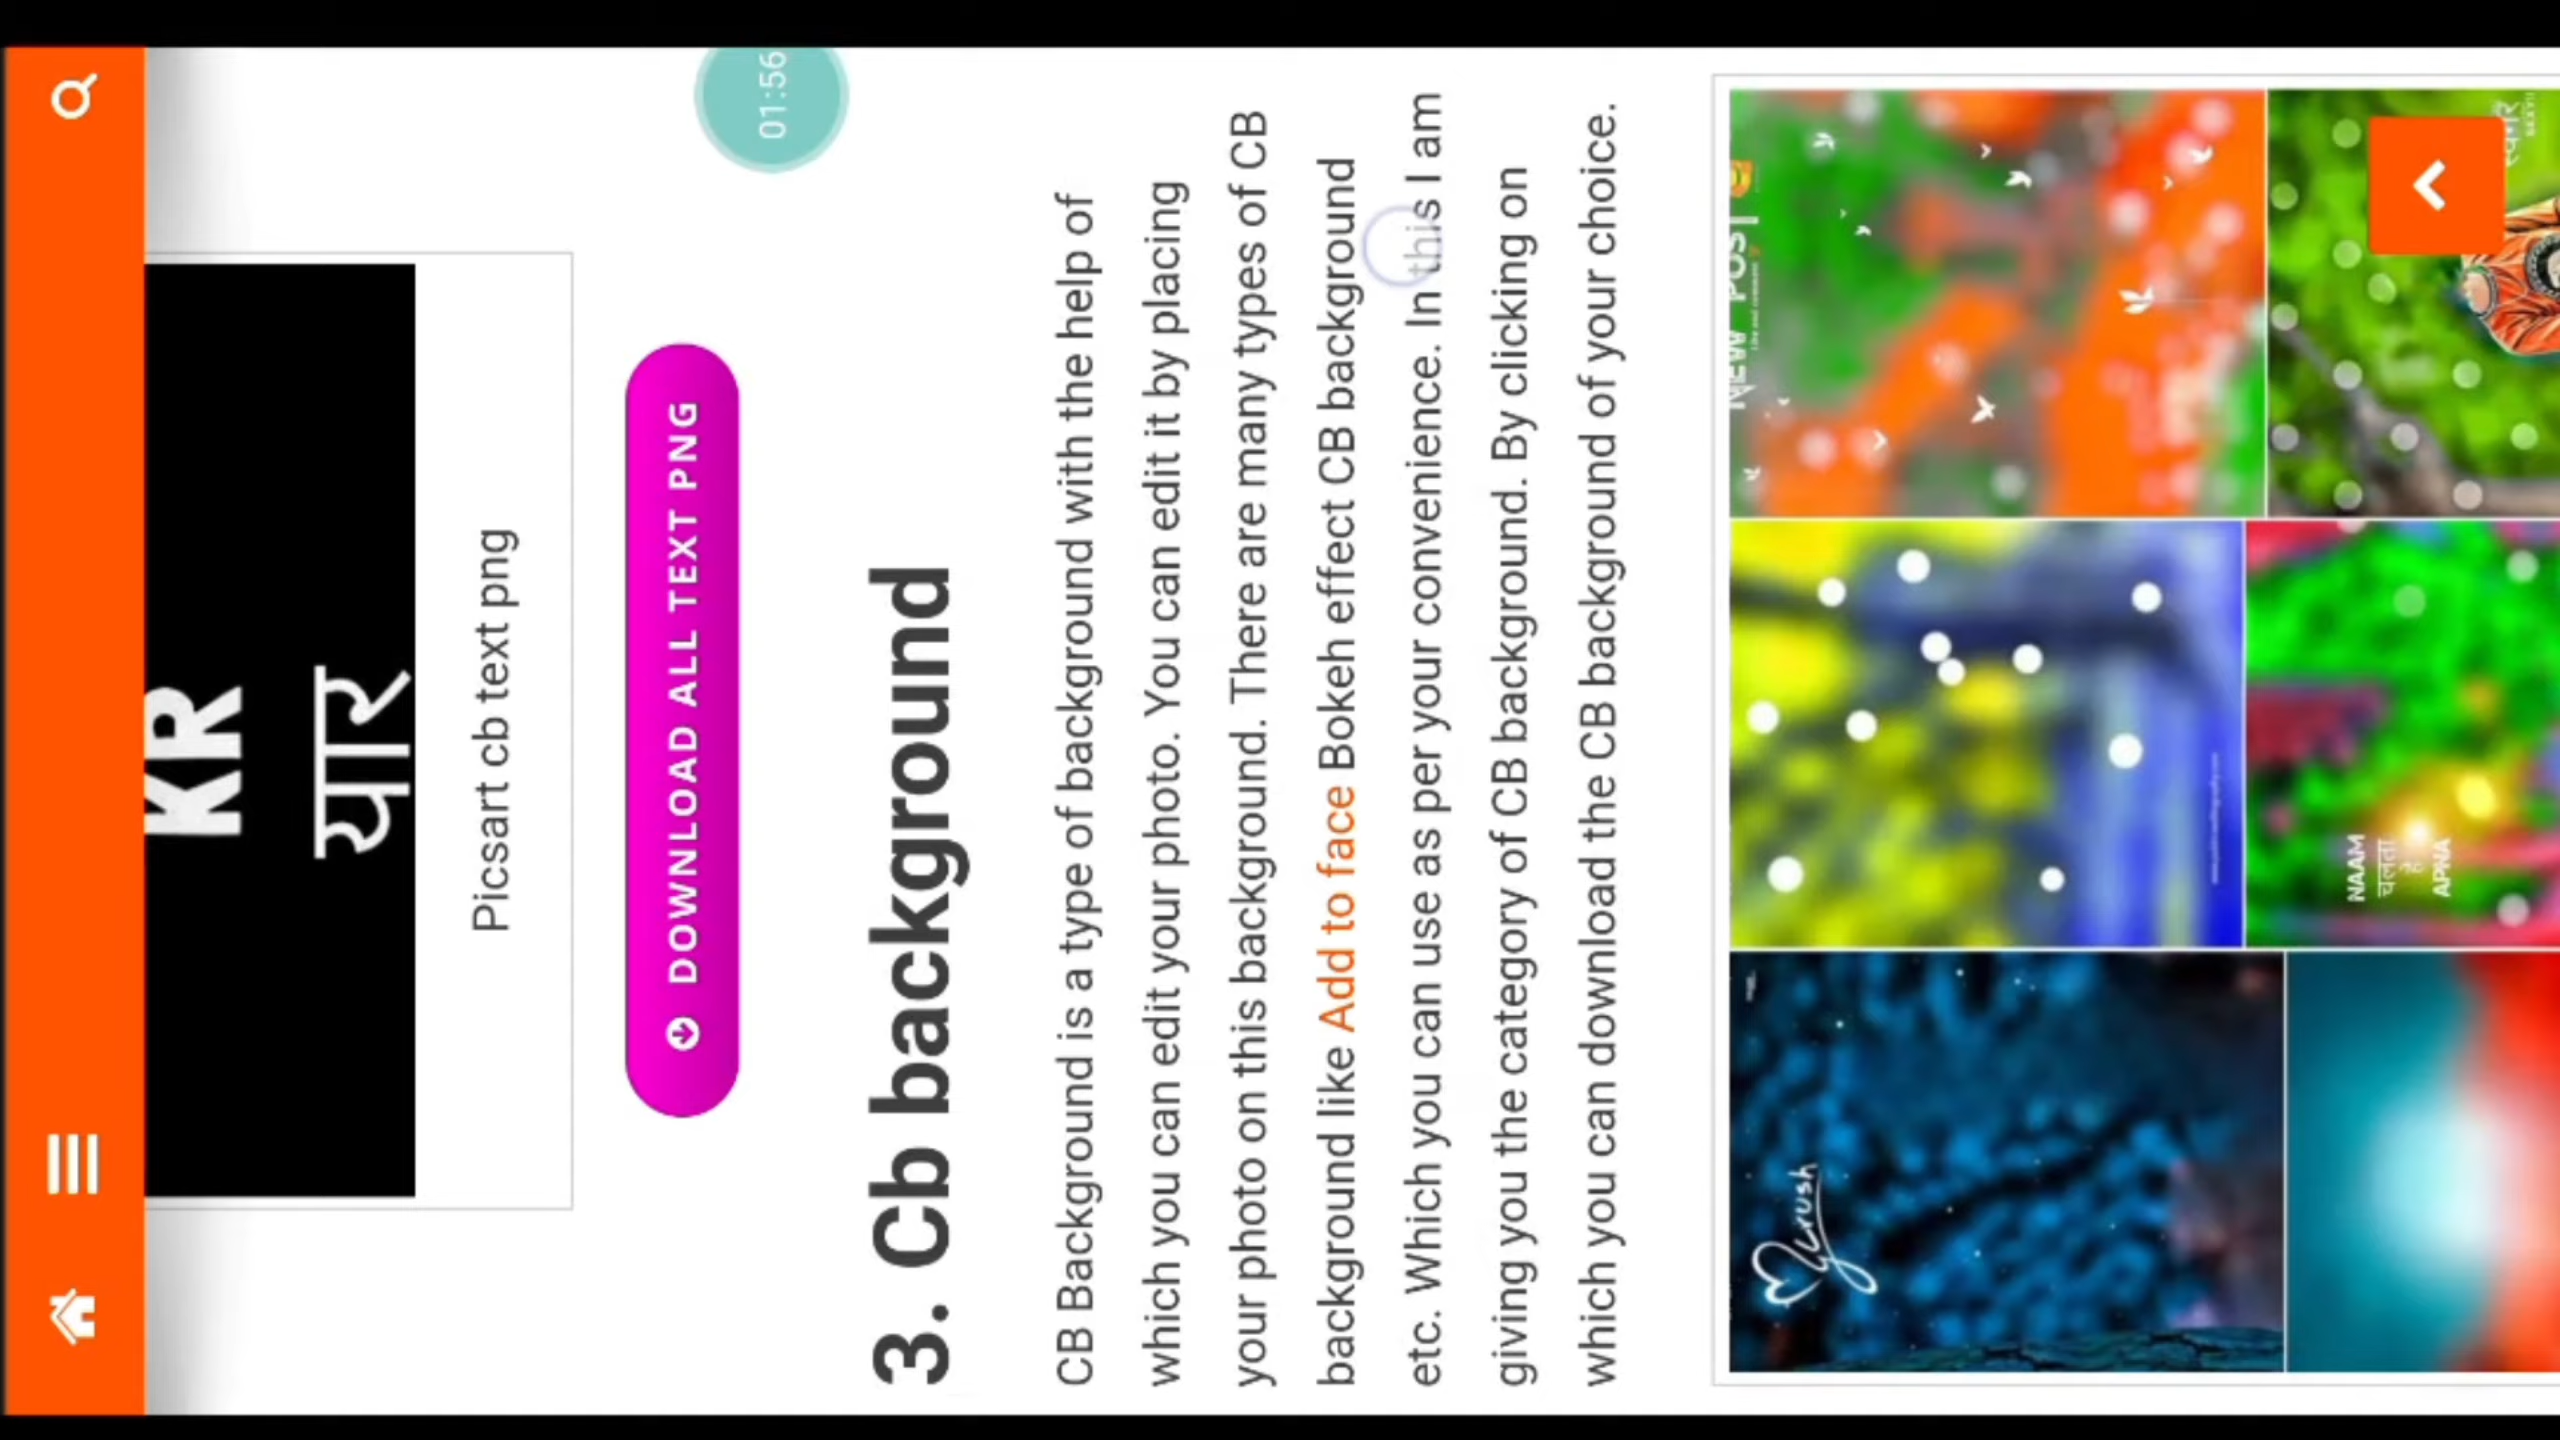 01:56
KR
यार
Picsart cb text png
DOWNLOAD ALL TEXT PNG
3. Cb background
CB Background is a type of background with the help of
which you can edit your photo. You can edit it by placing
your photo on this background. There are many types of CB
background like Add to face Bokeh effect CB background
etc. Which you can use as per your convenience. In this I am
giving you the category of CB background. By clicking on
which you can download the CB background of your choice.
Crush
NEW POST
Like and comment
NAAM
चलता
है
APNA